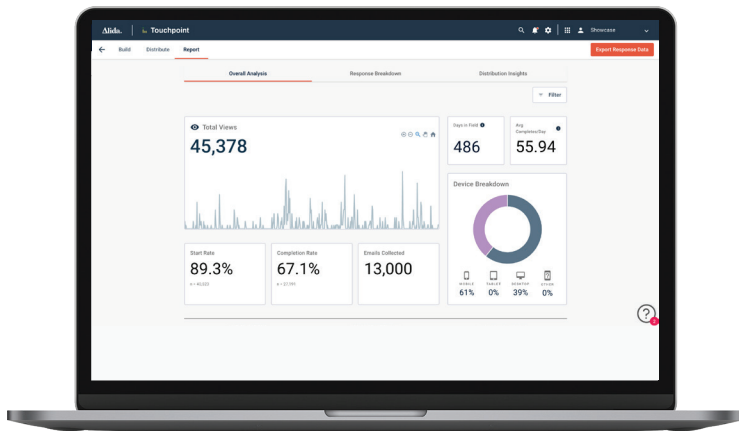 Alida. Touchpoint Showcase
Build Distribute Report Export Response Data
Overall Analysis Response Breakdown Distribution Insights
Filter
Total Views
45,378
Days in Field
486
Avg. Completes/Day
55.94
Device Breakdown
MOBILE TABLET DESKTOP OTHER
61% 0% 39% 0%
Start Rate
89.3%
Completion Rate
67.1%
Emails Collected
13,000
?